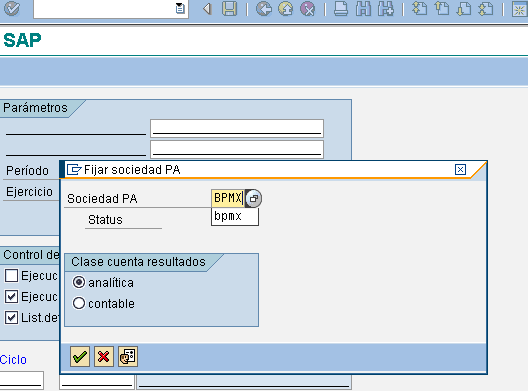 SAP
Parámetros
Período
Ejercicio
Fijar sociedad PA
Sociedad PA BPMX
bpmx
Status
Clase cuenta resultados
analítica
contable
Control de
Ejecuc
Ejecuc
List.det
Ciclo